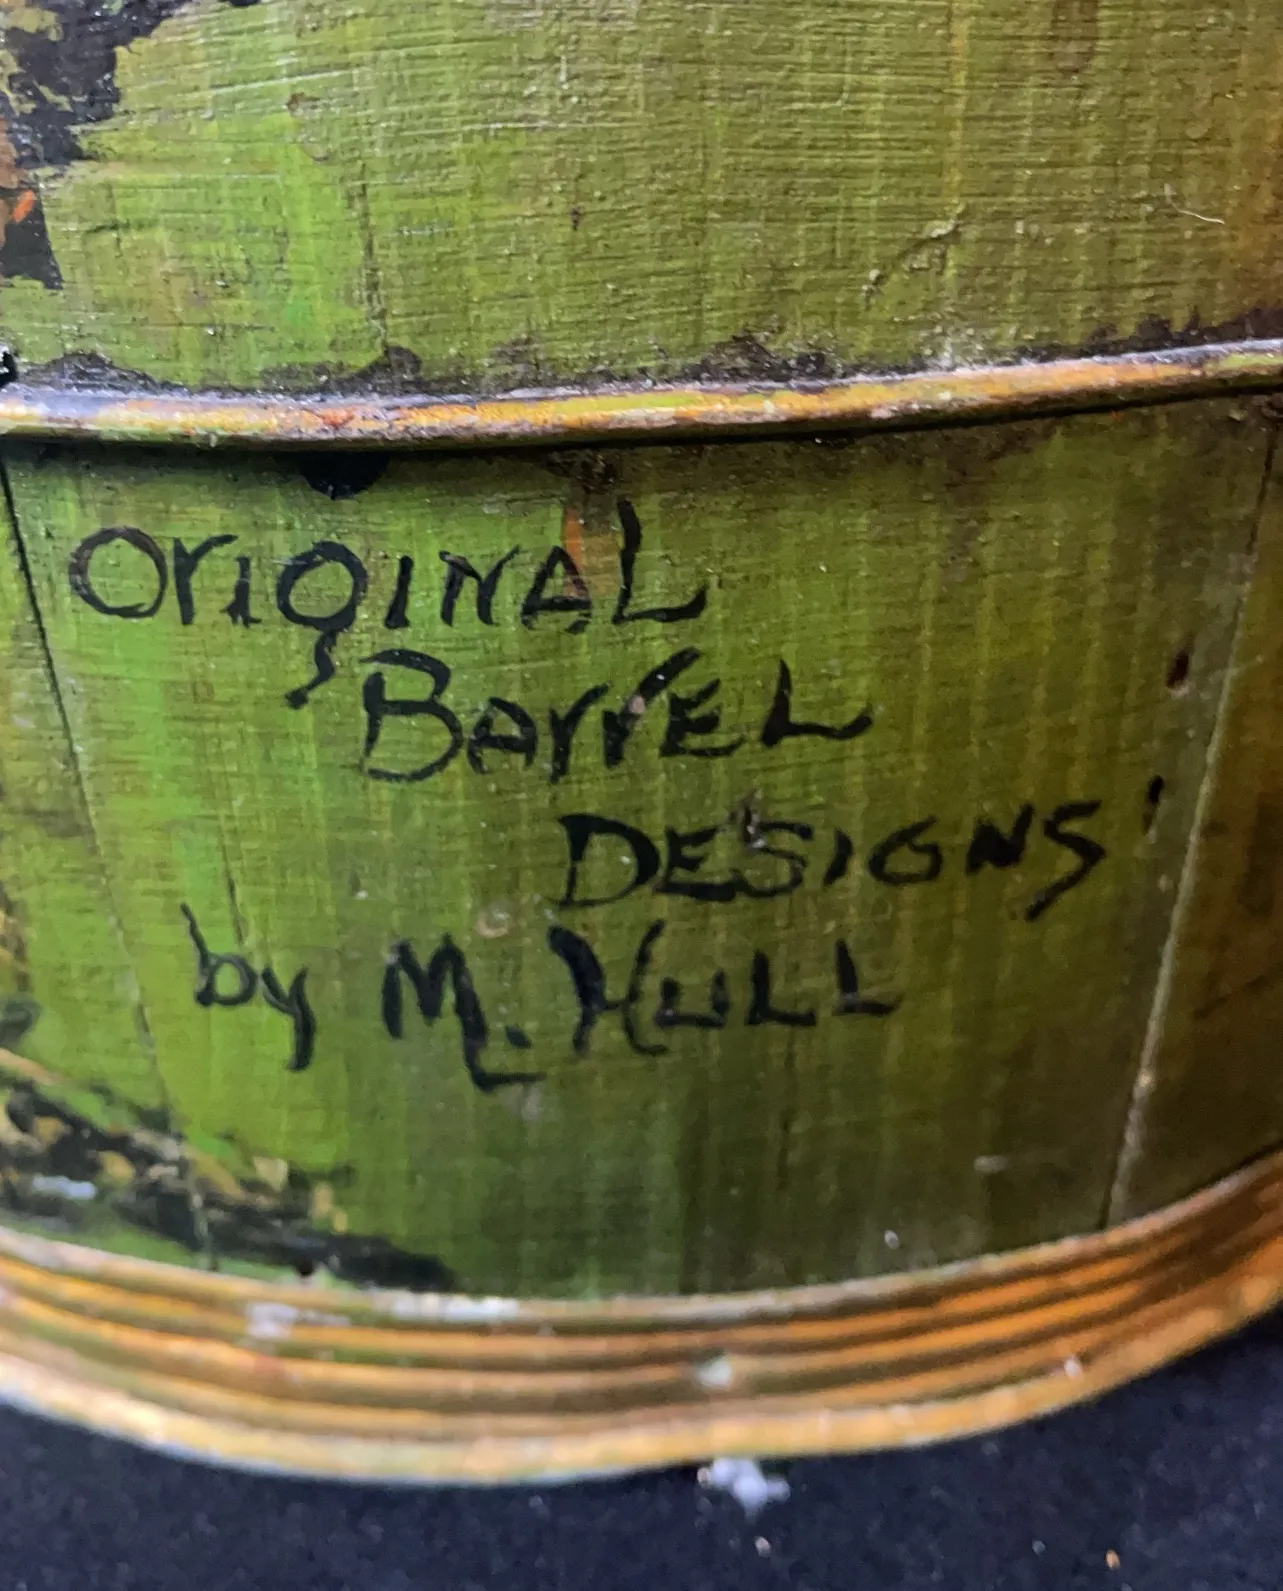 OriGINAL
BArrEL
DESIGNS'
by M. HULL